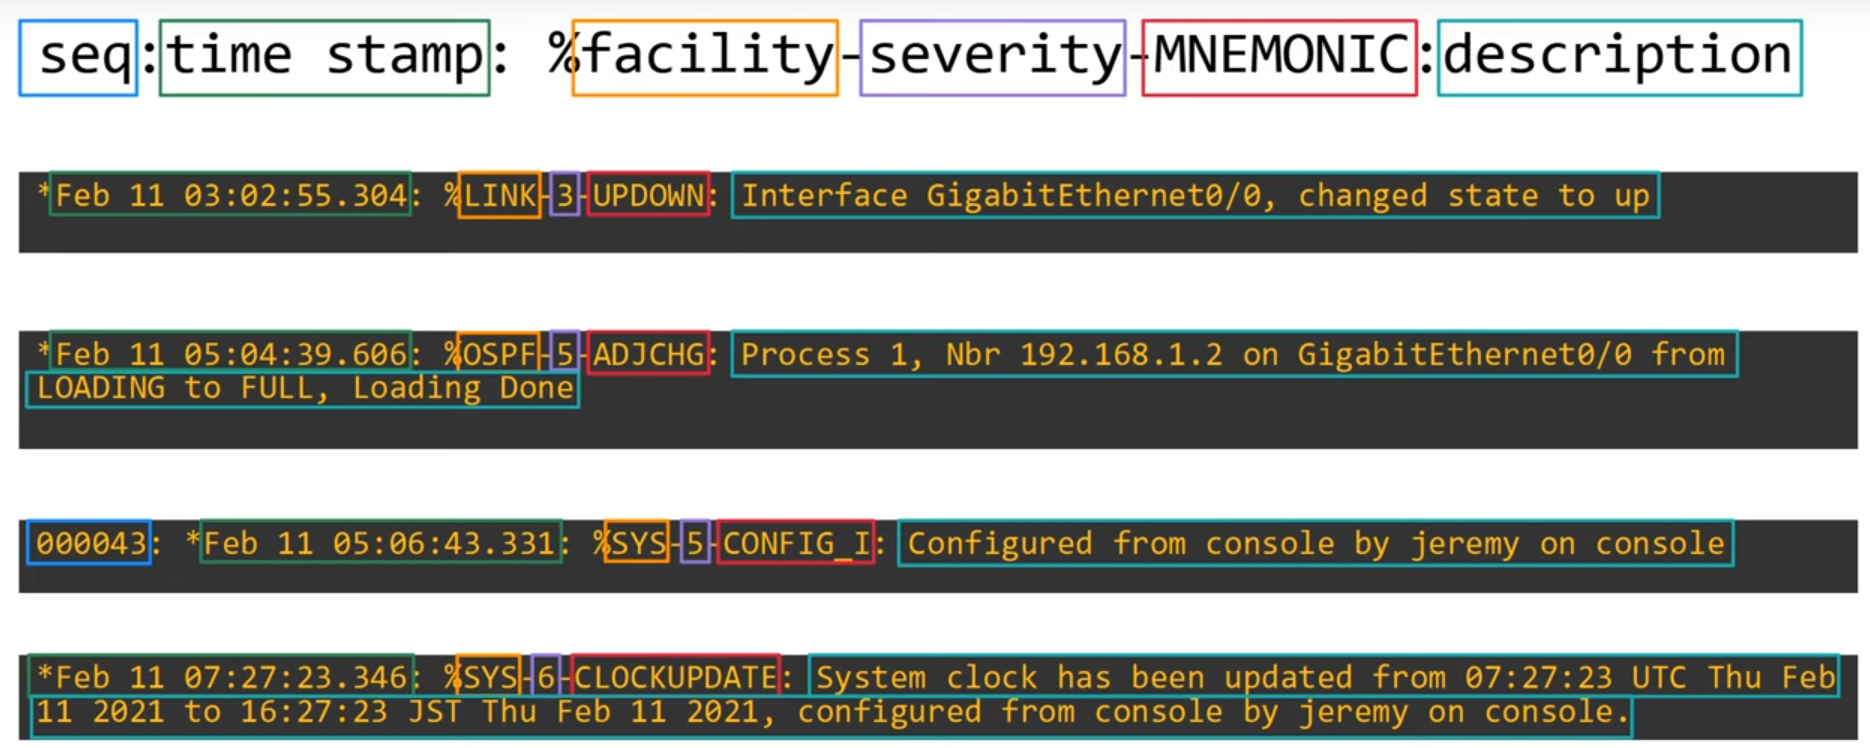 seq:time stamp: %facility-severity-MNEMONIC:description
*Feb 11 03:02:55.304: %LINK-3-UPDOWN: Interface GigabitEthernet0/0, changed state to up
*Feb 11 05:04:39.606: %OSPF-5-ADJCHG: Process 1, Nbr 192.168.1.2 on GigabitEthernet0/0 from
LOADING to FULL, Loading Done
000043: *Feb 11 05:06:43.331: %SYS-5-CONFIG_I: Configured from console by jeremy on console
*Feb 11 07:27:23.346: %SYS-6-CLOCKUPDATE: System clock has been updated from 07:27:23 UTC Thu Feb
11 2021 to 16:27:23 JST Thu Feb 11 2021, configured from console by jeremy on console.